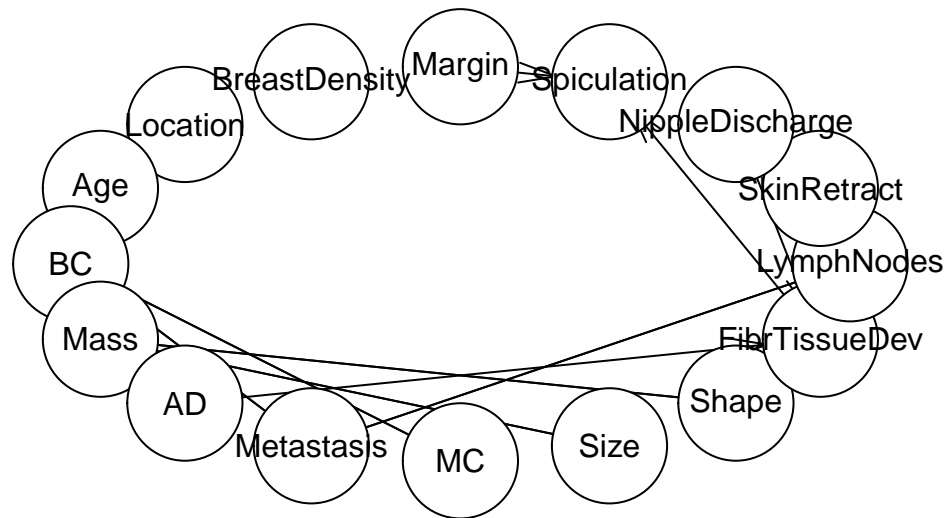 Margin
BreastDensity
Spiculation
Location
NippleDischarge
Age
SkinRetract
BC
LymphNodes
Mass
FibrTissueDev
AD
Shape
Metastasis
MC
Size